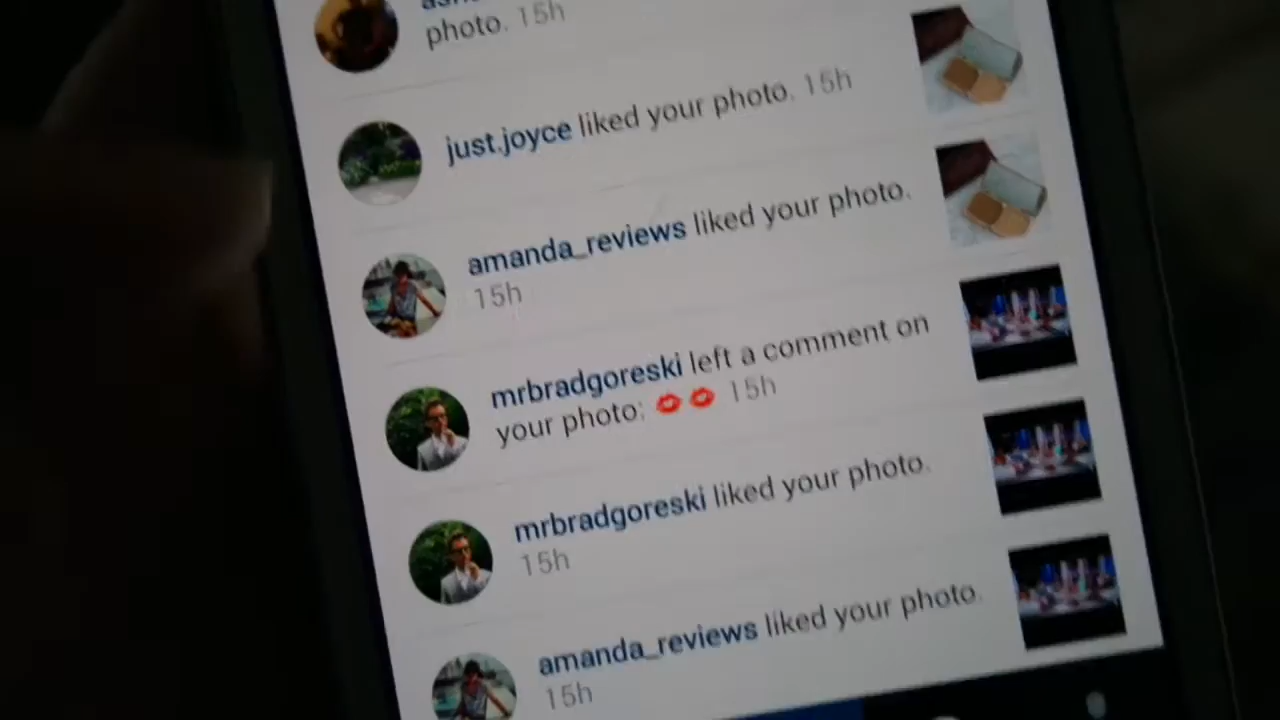 photo. 15h
just.joyce liked your photo. 15h
amanda_reviews liked your photo.
15h
mrbradgoreski left a comment on
your photo: 💋 💋 15h
mrbradgoreski liked your photo.
15h
amanda_reviews liked your photo.
15h